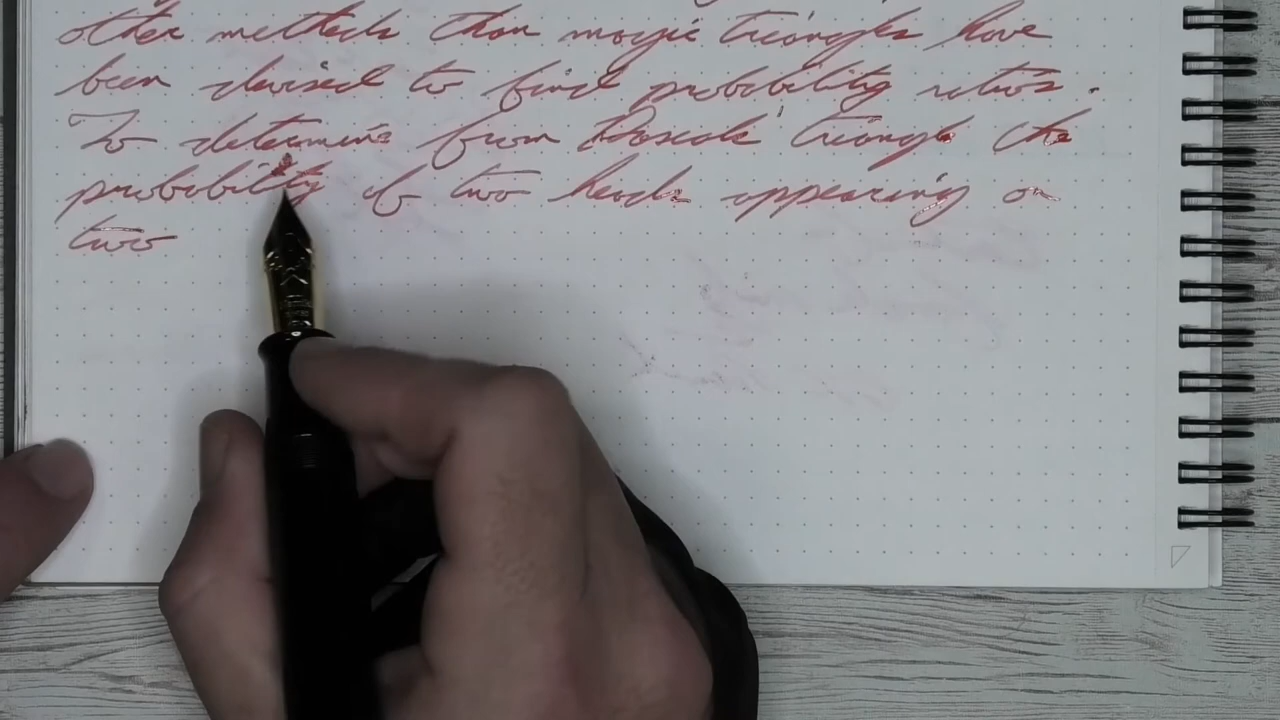 other methods than magic triangles have
been devised to find probability ratios.
To determine from Pascal's triangle the
probability of two heads appearing on
two